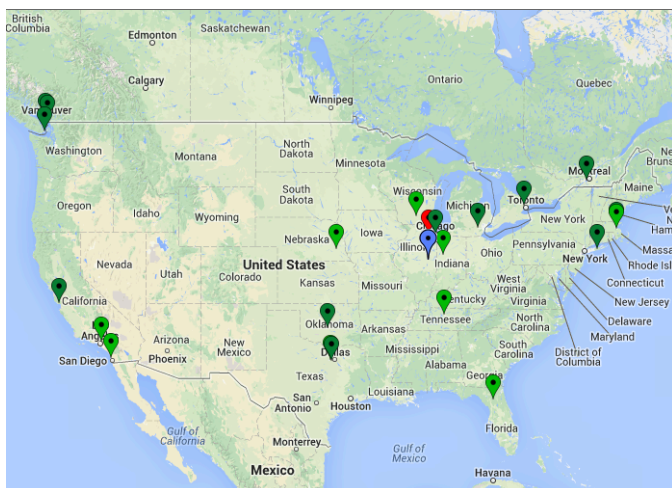 British
Columbia
Saskatchewan
Edmonton
Calgary
Ontario
Quebec
Winnipeg
Washington
North
Dakota
Minnesota
Montana
Montreal
Maine
Toronto
Wisconsin
Michigan
South
Dakota
Oregon
Idaho
Wyoming
New York
Iowa
Nebraska
Illinois
Indiana
Ohio
Pennsylvania
New York
Massa
Rhode Isl
Connecticut
New Jersey
Delaware
Maryland
District of
Columbia
Nevada
Utah
Colorado
United States
Kansas
Missouri
West
Virginia
Virginia
Kentucky
California
Oklahoma
Arkansas
Tennessee
North
Carolina
South
Carolina
Arizona
Phoenix
New
Mexico
San Diego
Dallas
Texas
Mississippi
Alabama
Georgia
Louisiana
San
Antonio
Houston
Florida
Gulf of
California
Monterrey
Gulf of
Mexico
Mexico
Havana